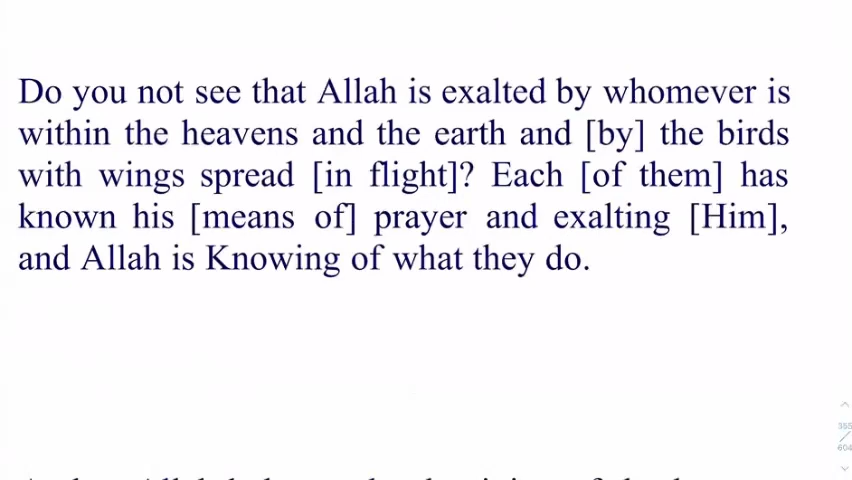 Do you not see that Allah is exalted by whomever is
within the heavens and the earth and [by] the birds
with wings spread [in flight]? Each [of them] has
known his [means of] prayer and exalting [Him],
and Allah is Knowing of what they do.
355
604